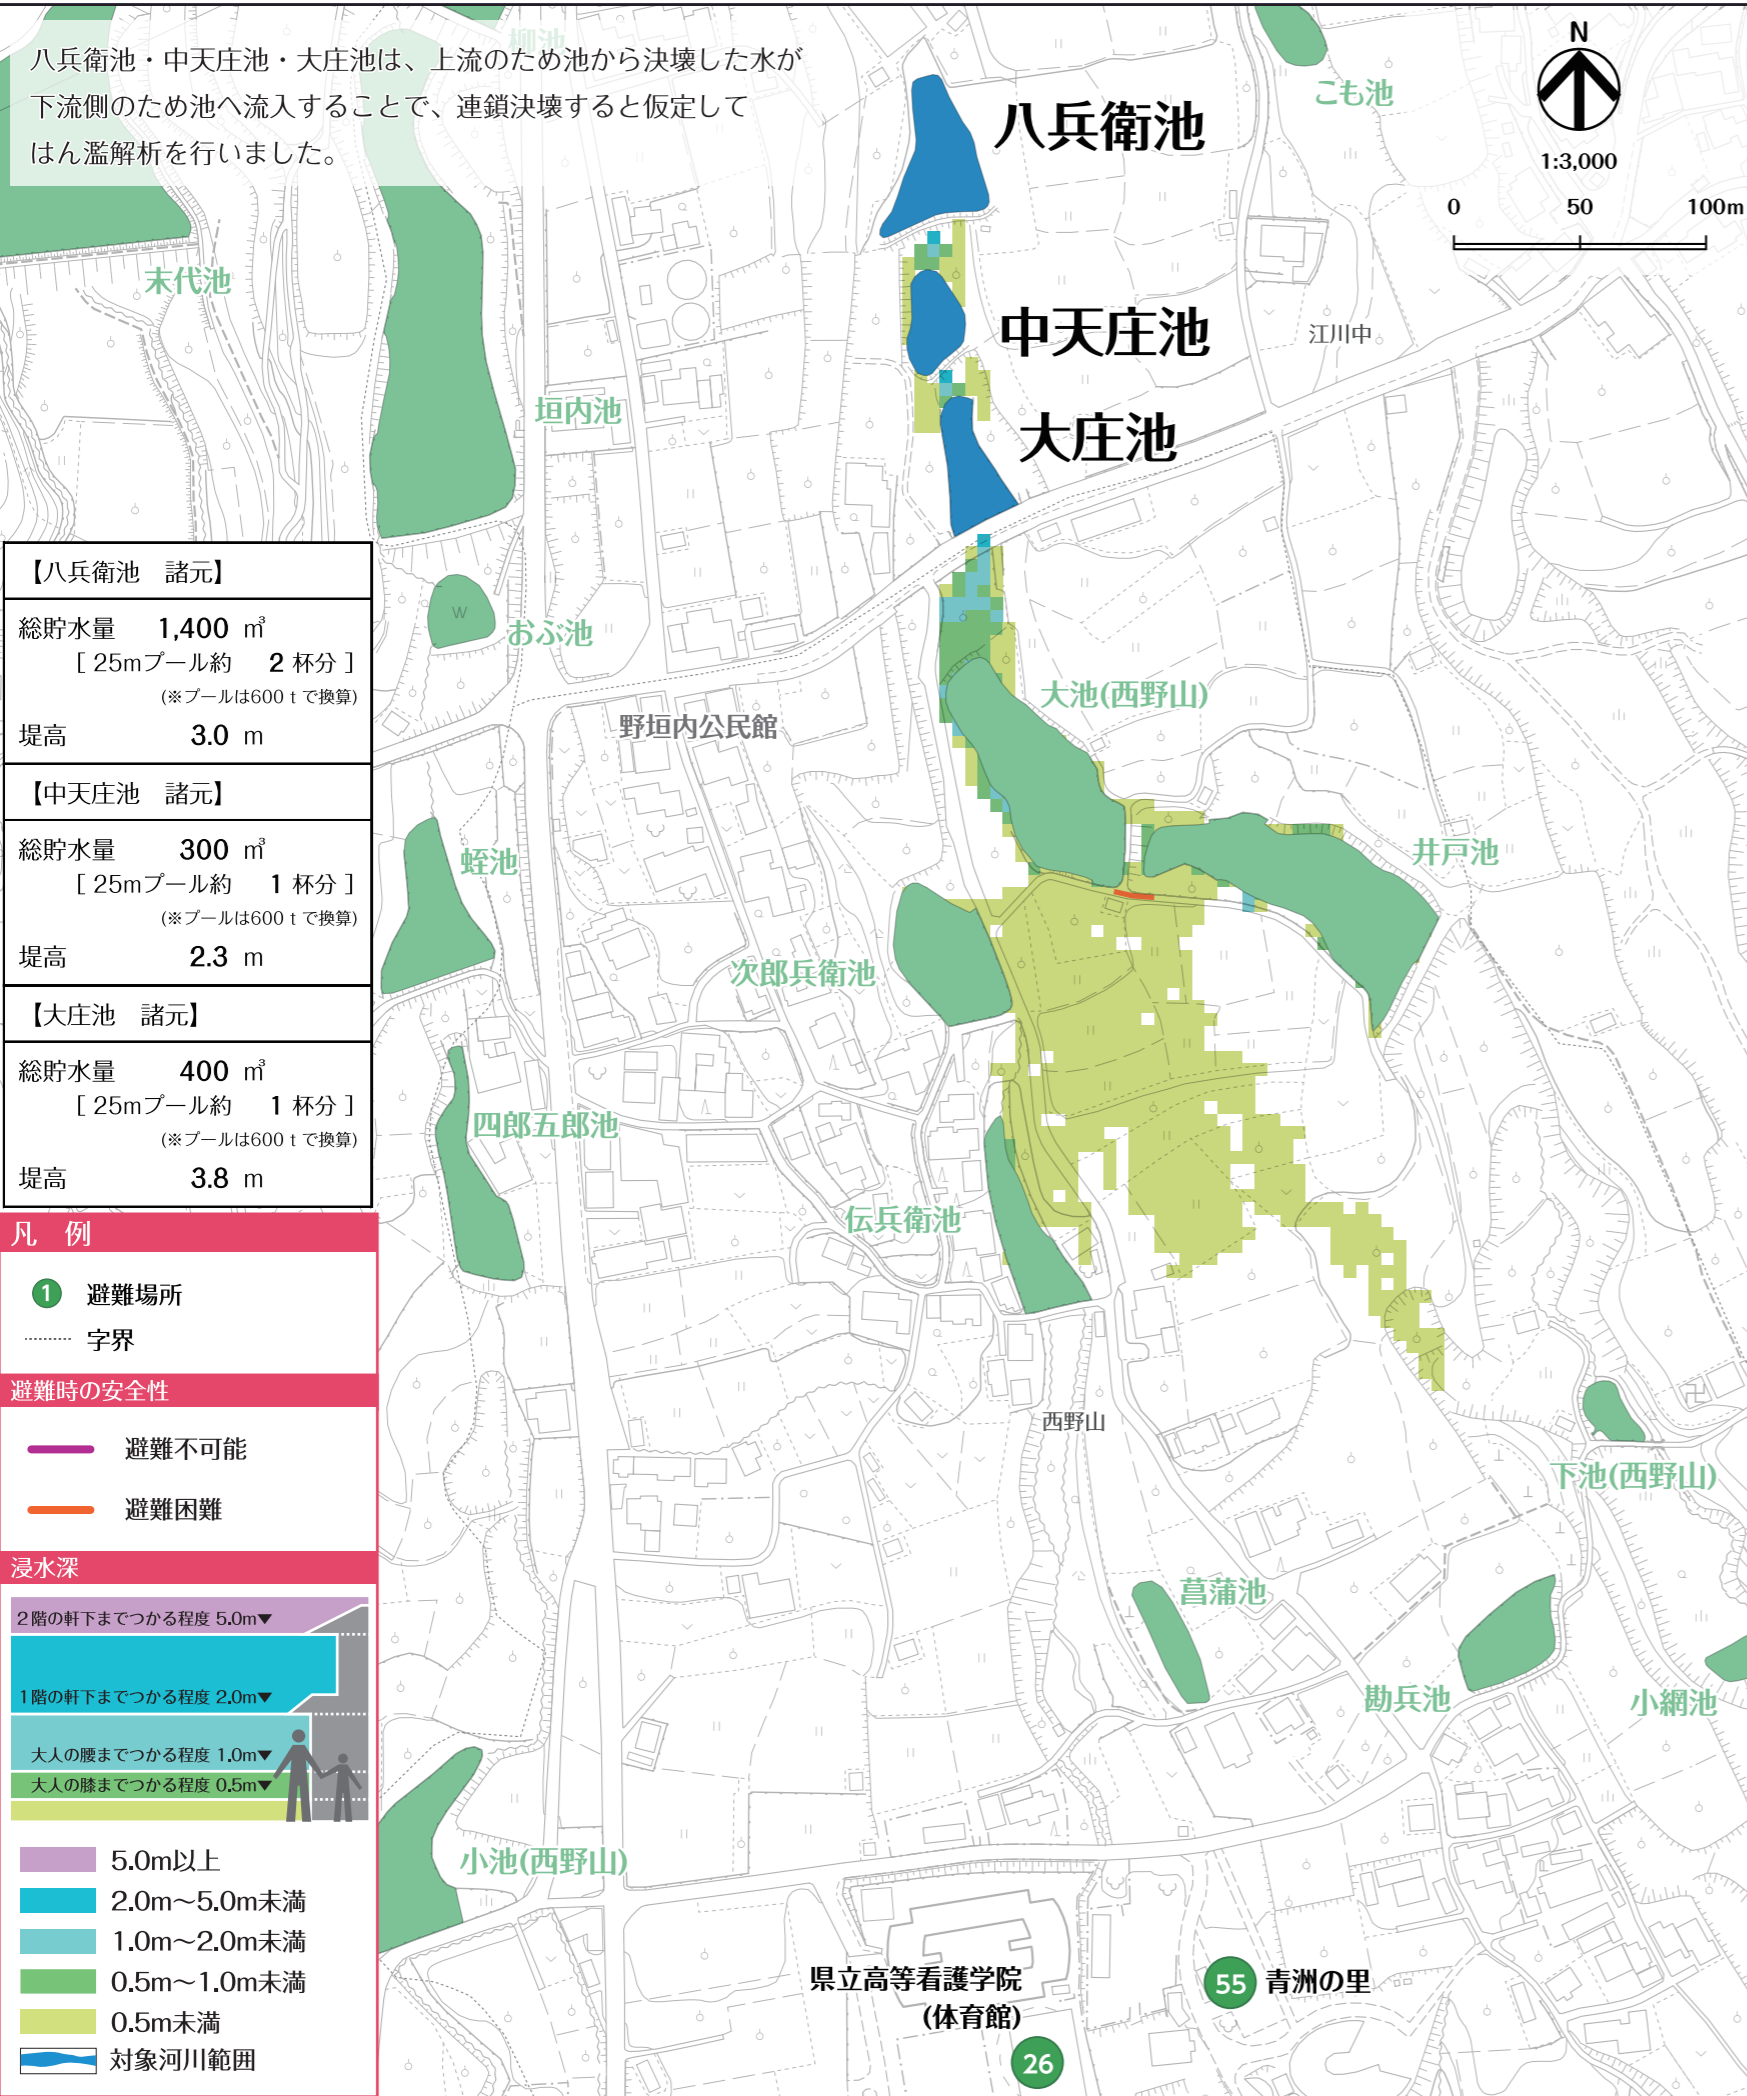 八兵衛池・中天庄池・大庄池は、上流のため池から決壊した水が
下流側のため池へ流入することで、連鎖決壊すると仮定して
はん濫解析を行いました。
柳池
八兵衛池
こも池
N
1:3,000
0 50 100m
末代池
中天庄池
江川中
垣内池
大庄池
【八兵衛池 諸元】
総貯水量 1,400 ㎥
[ 25mプール約 2 杯分 ]
(※プールは600 t で換算)
堤高 3.0 m
【中天庄池 諸元】
総貯水量 300 ㎥
[ 25mプール約 1 杯分 ]
(※プールは600 t で換算)
堤高 2.3 m
【大庄池 諸元】
総貯水量 400 ㎥
[ 25mプール約 1 杯分 ]
(※プールは600 t で換算)
堤高 3.8 m
W
おぶ池
大池(西野山)
野垣内公民館
蛭池
井戸池
次郎兵衛池
四郎五郎池
伝兵衛池
西野山
下池(西野山)
菖蒲池
勘兵池
小網池
小池(西野山)
県立高等看護学院
(体育館)
26
55 青洲の里
凡 例
1 避難場所
字界
避難時の安全性
避難不可能
避難困難
浸水深
2階の軒下までつかる程度 5.0m▼
1階の軒下までつかる程度 2.0m▼
大人の腰までつかる程度 1.0m▼
大人の膝までつかる程度 0.5m▼
5.0m以上
2.0m～5.0m未満
1.0m～2.0m未満
0.5m～1.0m未満
0.5m未満
対象河川範囲